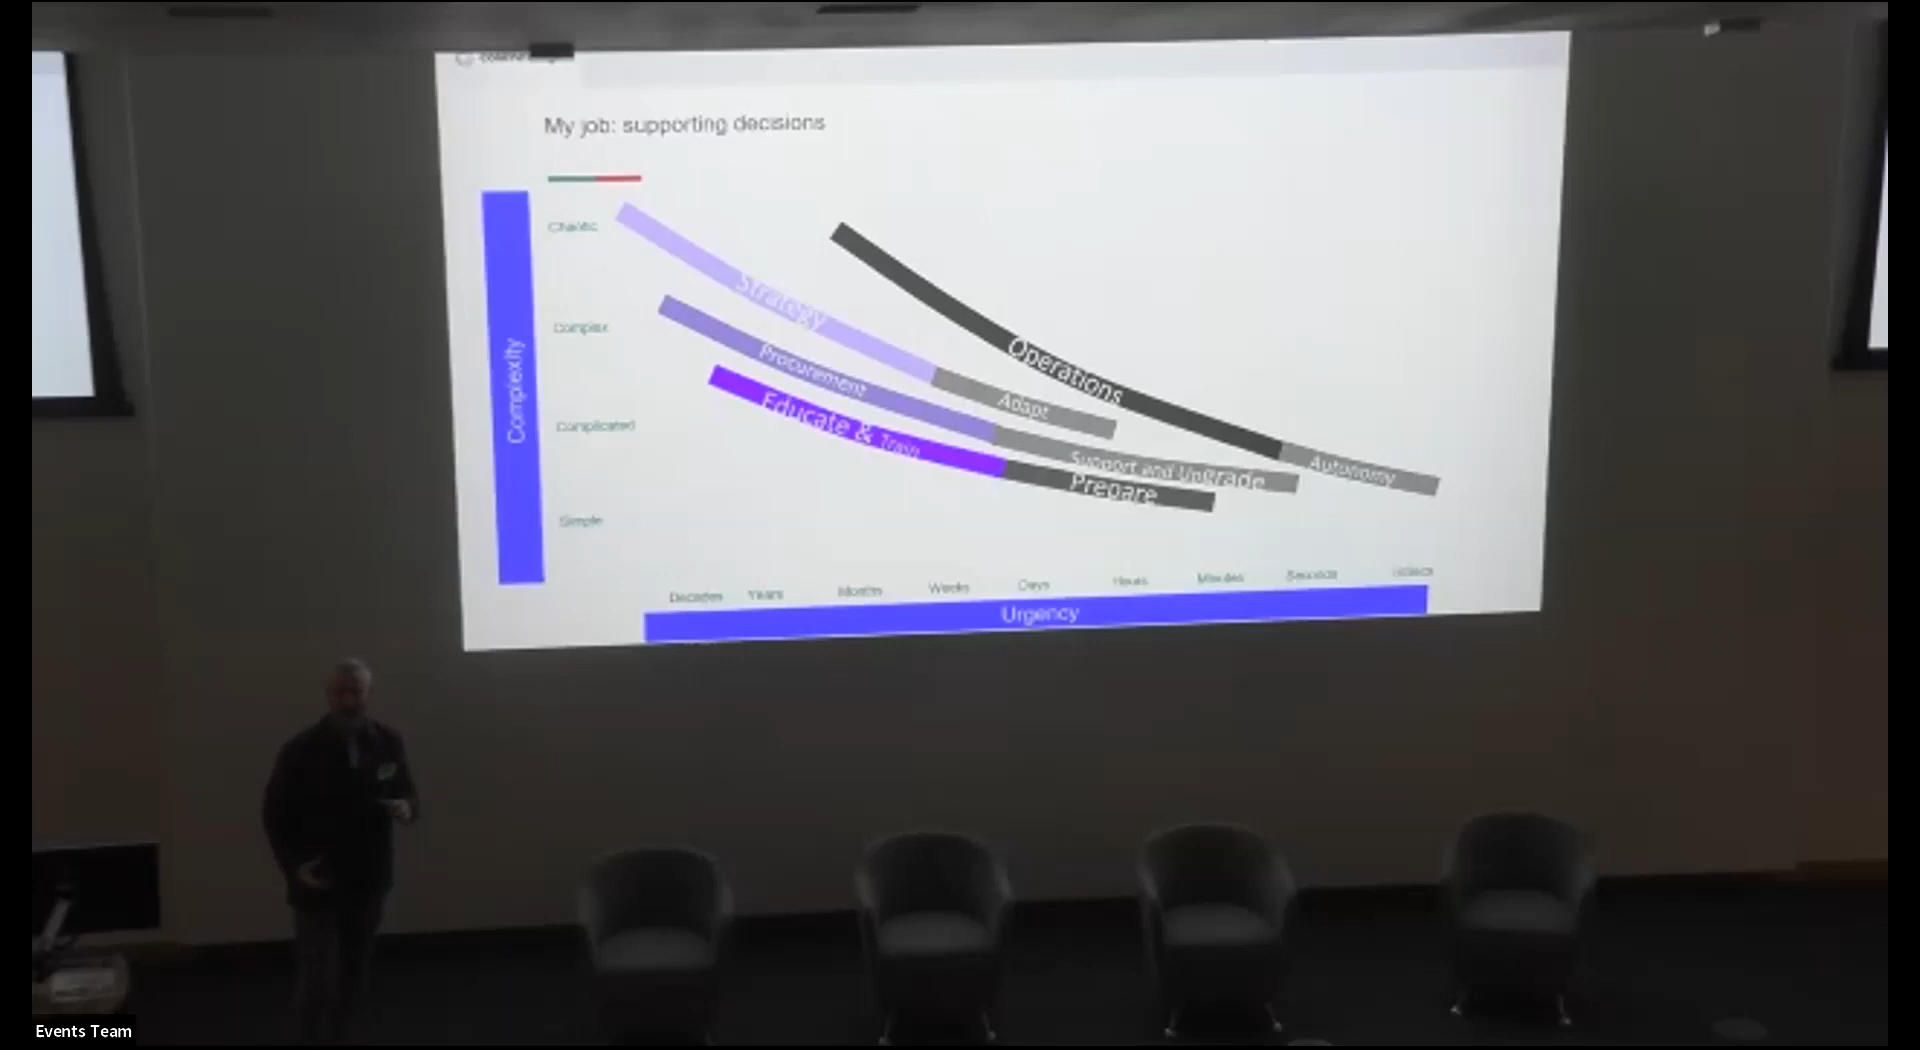 My job: supporting decisions
Complexity
Chaotic
Complex
Complicated
Simple
Strategy
Adapt
Operations
Autonomy
Procurement
Support and Upgrade
Educate & Train
Prepare
Decades
Years
Months
Weeks
Days
Hours
Minutes
Seconds
Urgency
Events Team